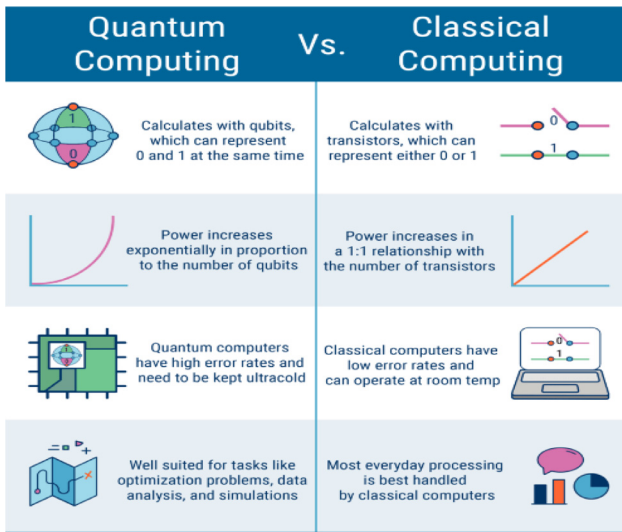 Quantum
Computing
Vs.
Classical
Computing
1
0
Calculates with qubits,
which can represent
0 and 1 at the same time
Calculates with
transistors, which can
represent either 0 or 1
0
1
Power increases
exponentially in proportion
to the number of qubits
Power increases in
a 1:1 relationship with
the number of transistors
1
0
Quantum computers
have high error rates and
need to be kept ultracold
Classical computers have
low error rates and
can operate at room temp
0
1
Well suited for tasks like
optimization problems, data
analysis, and simulations
Most everyday processing
is best handled
by classical computers